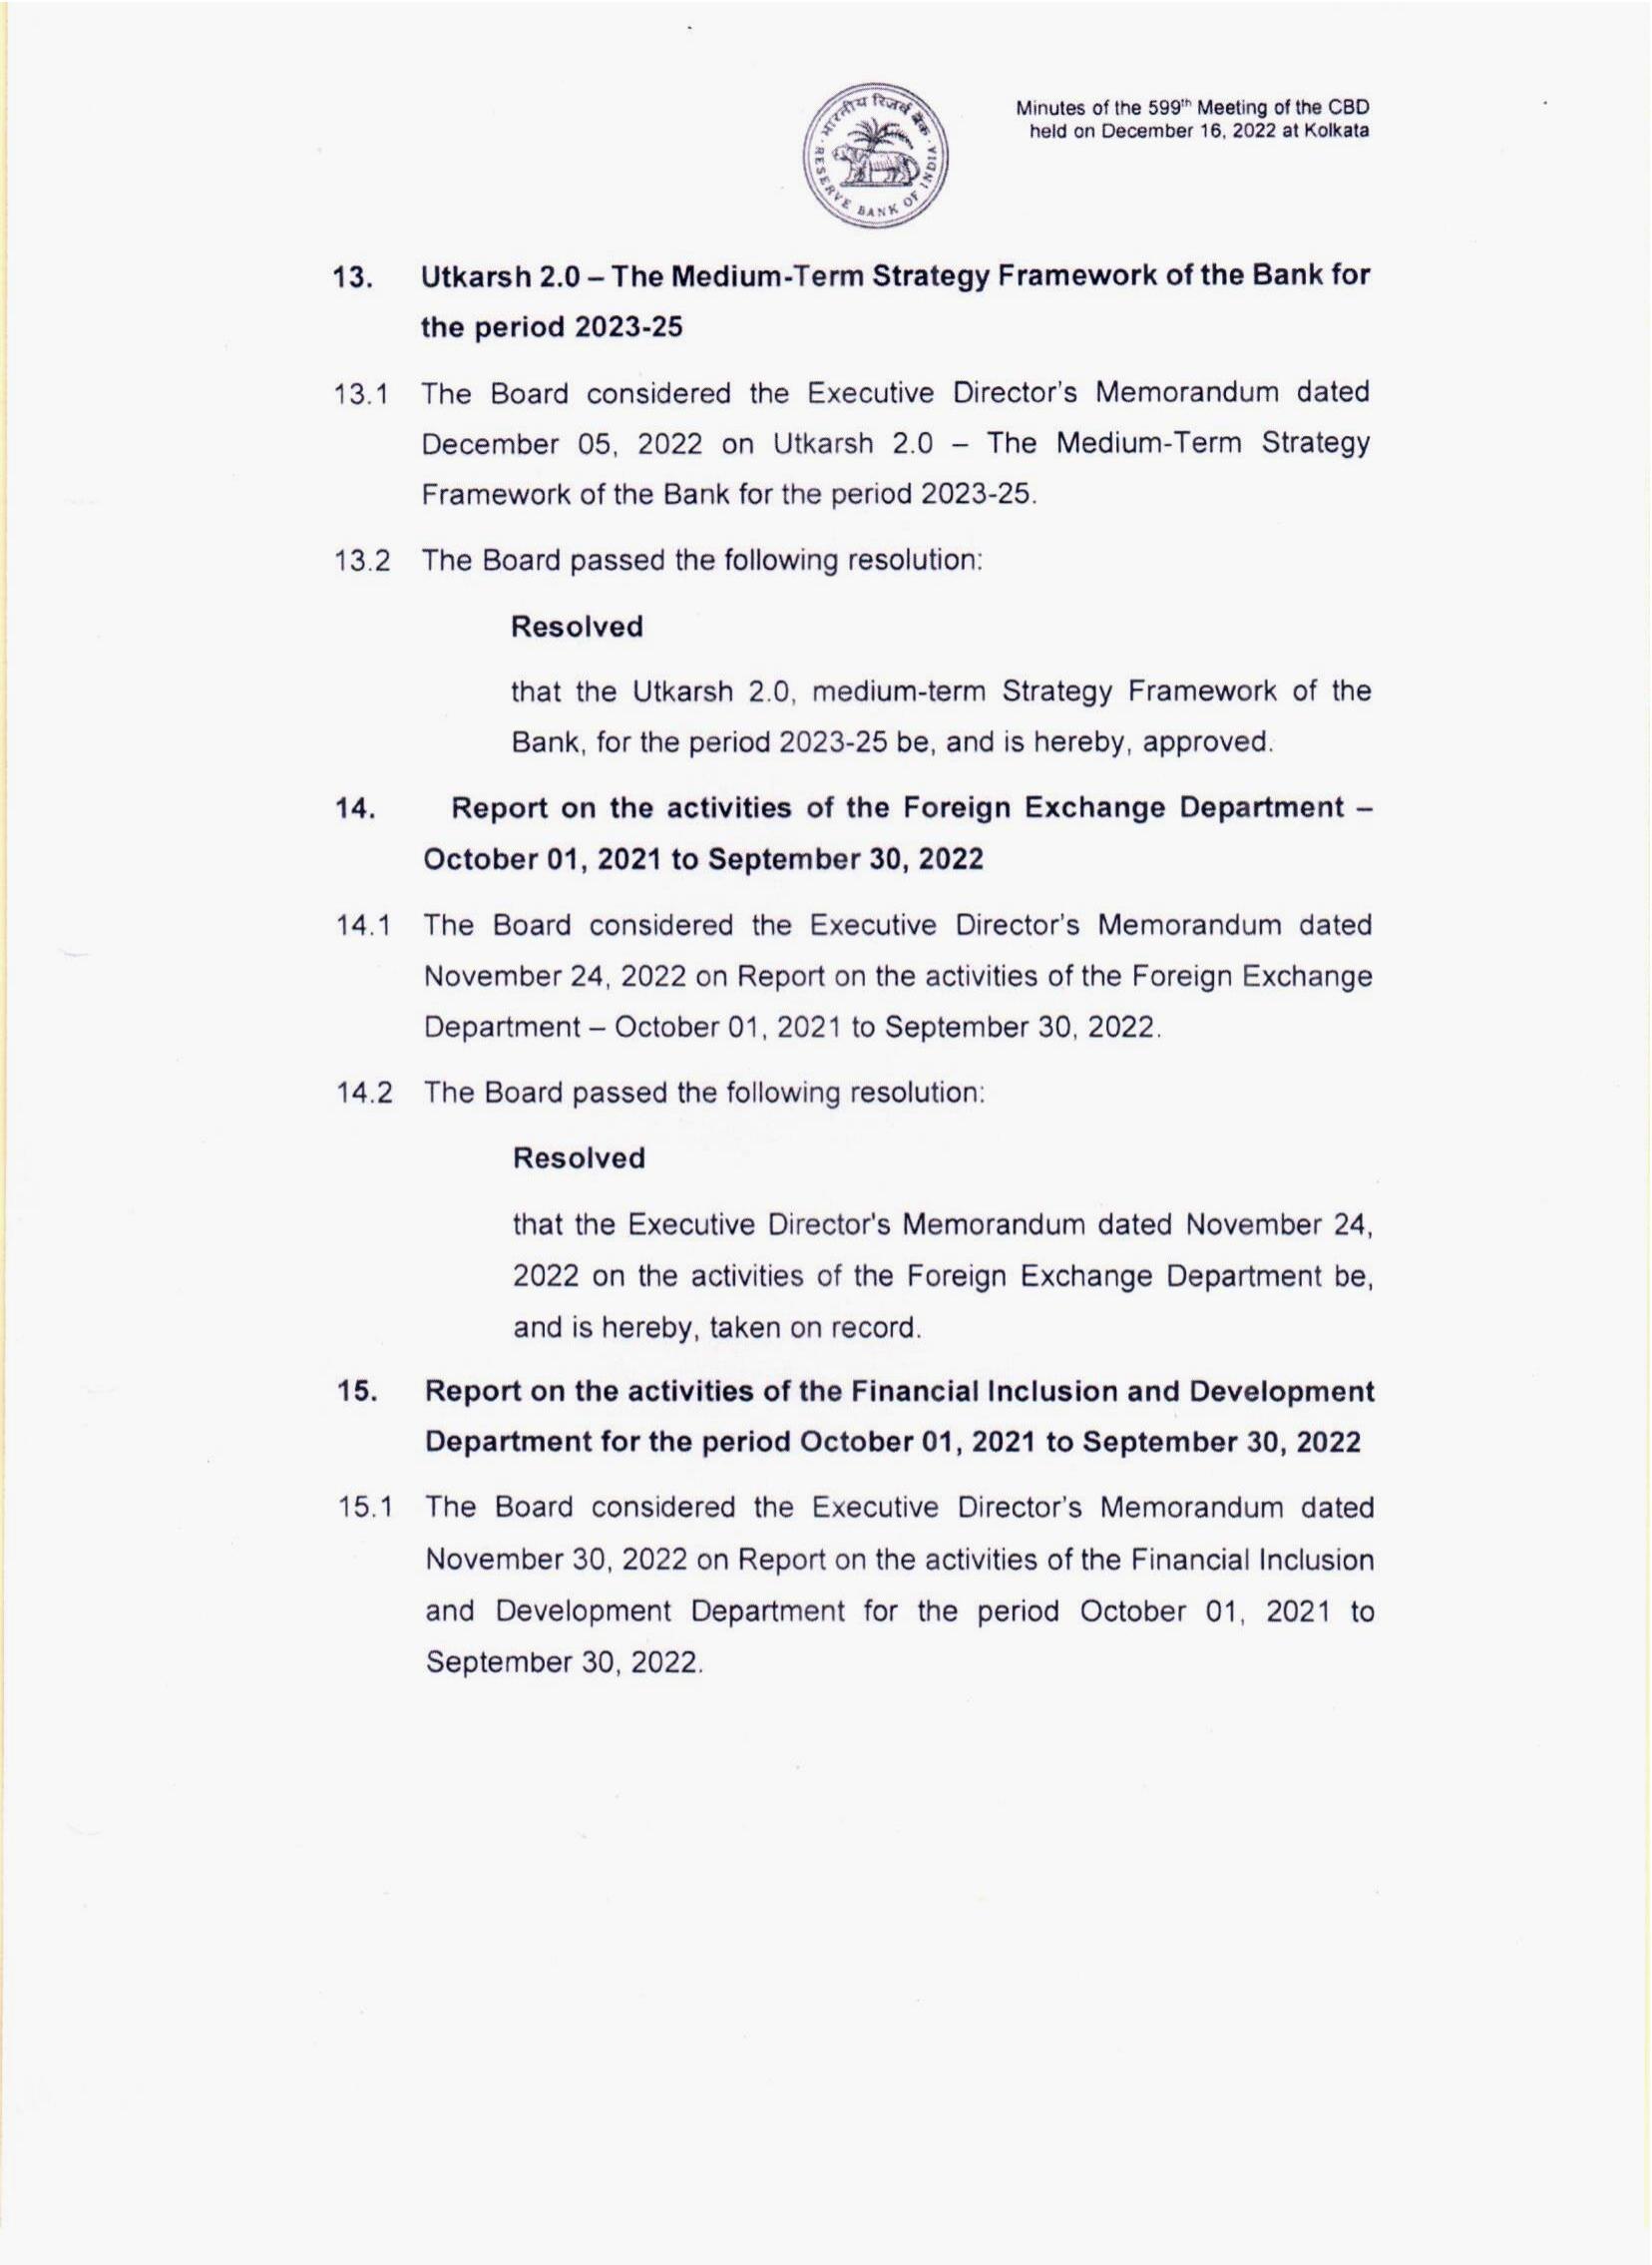 भारतीय रिज़र्व बैंक
RESERVE BANK OF INDIA
Minutes of the 599th Meeting of the CBD
held on December 16, 2022 at Kolkata
13. Utkarsh 2.0 – The Medium-Term Strategy Framework of the Bank for
the period 2023-25
13.1 The Board considered the Executive Director's Memorandum dated
December 05, 2022 on Utkarsh 2.0 – The Medium-Term Strategy
Framework of the Bank for the period 2023-25.
13.2 The Board passed the following resolution:
Resolved
that the Utkarsh 2.0, medium-term Strategy Framework of the
Bank, for the period 2023-25 be, and is hereby, approved.
14. Report on the activities of the Foreign Exchange Department –
October 01, 2021 to September 30, 2022
14.1 The Board considered the Executive Director's Memorandum dated
November 24, 2022 on Report on the activities of the Foreign Exchange
Department – October 01, 2021 to September 30, 2022.
14.2 The Board passed the following resolution:
Resolved
that the Executive Director's Memorandum dated November 24,
2022 on the activities of the Foreign Exchange Department be,
and is hereby, taken on record.
15. Report on the activities of the Financial Inclusion and Development
Department for the period October 01, 2021 to September 30, 2022
15.1 The Board considered the Executive Director's Memorandum dated
November 30, 2022 on Report on the activities of the Financial Inclusion
and Development Department for the period October 01, 2021 to
September 30, 2022.